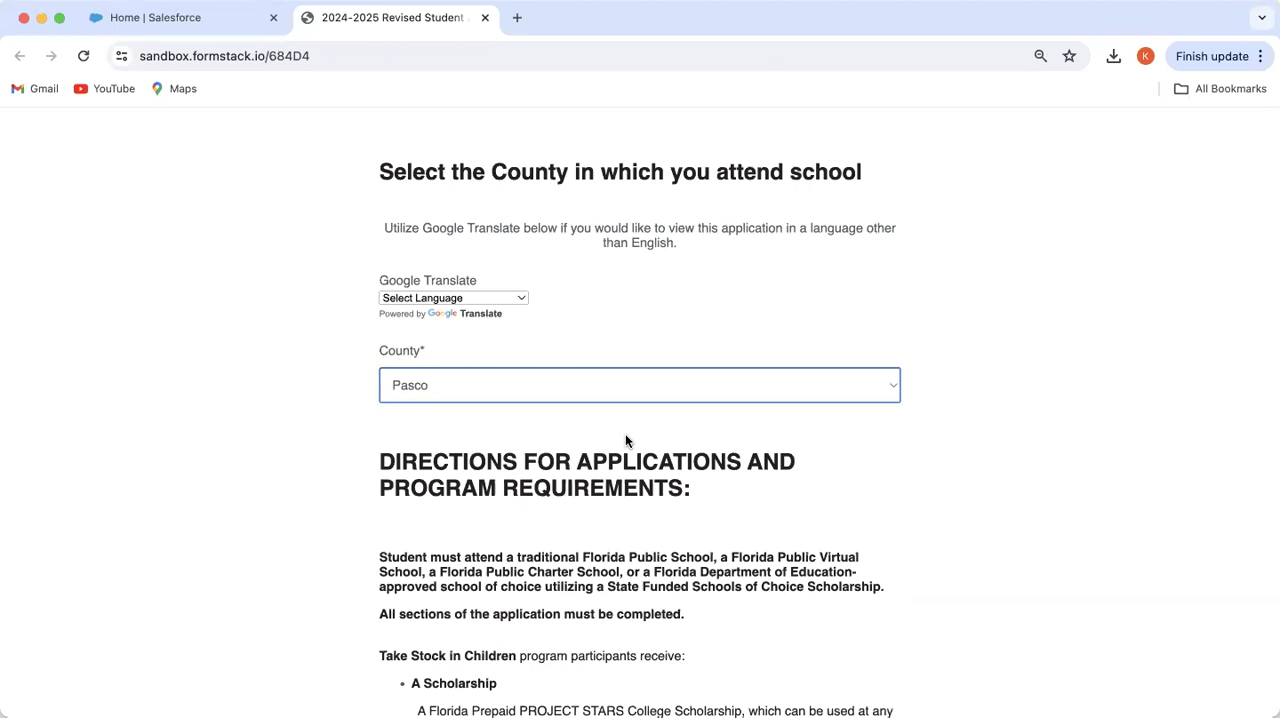 Home | Salesforce
2024-2025 Revised Student
sandbox.formstack.io/684D4
K
Finish update
Gmail
YouTube
Maps
All Bookmarks
Select the County in which you attend school
Utilize Google Translate below if you would like to view this application in a language other
than English.
Google Translate
Select Language
Powered by Google Translate
County*
Pasco
DIRECTIONS FOR APPLICATIONS AND
PROGRAM REQUIREMENTS:
Student must attend a traditional Florida Public School, a Florida Public Virtual
School, a Florida Public Charter School, or a Florida Department of Education-
approved school of choice utilizing a State Funded Schools of Choice Scholarship.
All sections of the application must be completed.
Take Stock in Children program participants receive:
• A Scholarship
A Florida Prepaid PROJECT STARS College Scholarship, which can be used at any